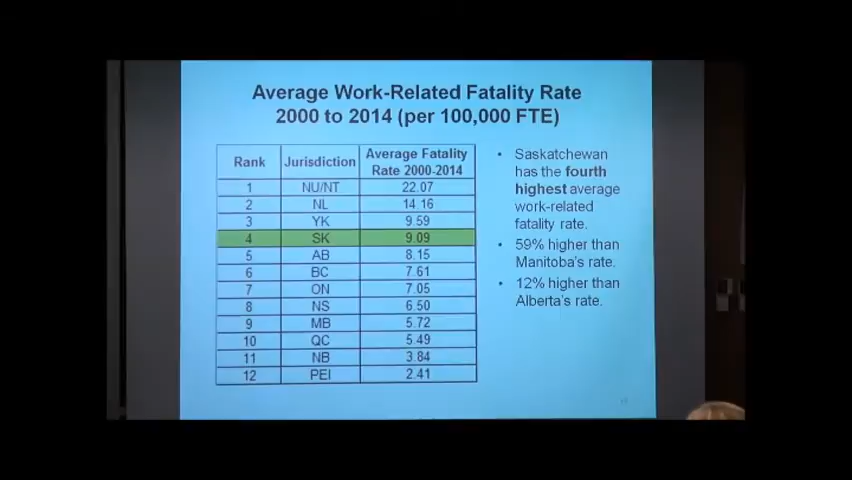 Average Work-Related Fatality Rate
2000 to 2014 (per 100,000 FTE)
Rank Jurisdiction Average Fatality Rate 2000-2014
1 NU/NT 22.07
2 NL 14.16
3 YK 9.59
4 SK 9.09
5 AB 8.15
6 BC 7.61
7 ON 7.05
8 NS 6.50
9 MB 5.72
10 QC 5.49
11 NB 3.84
12 PEI 2.41
• Saskatchewan
has the fourth
highest average
work-related
fatality rate.
• 59% higher than
Manitoba's rate.
• 12% higher than
Alberta's rate.